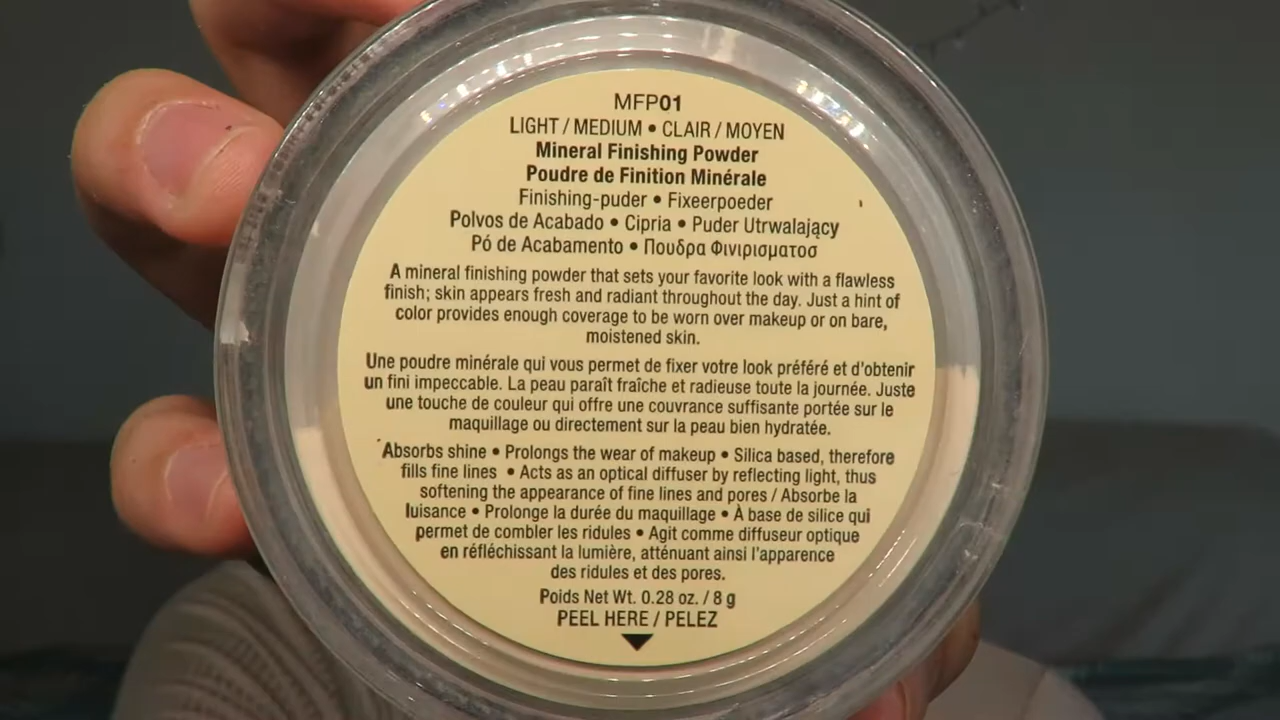 MFP01
LIGHT / MEDIUM • CLAIR / MOYEN
Mineral Finishing Powder
Poudre de Finition Minérale
Finishing-puder • Fixeerpoeder
Polvos de Acabado • Cipria • Puder Utrwalający
Pó de Acabamento • Πουδρα Φινιρισματοσ
A mineral finishing powder that sets your favorite look with a flawless
finish; skin appears fresh and radiant throughout the day. Just a hint of
color provides enough coverage to be worn over makeup or on bare,
moistened skin.
Une poudre minérale qui vous permet de fixer votre look préféré et d'obtenir
un fini impeccable. La peau paraît fraîche et radieuse toute la journée. Juste
une touche de couleur qui offre une couvrance suffisante portée sur le
maquillage ou directement sur la peau bien hydratée.
Absorbs shine • Prolongs the wear of makeup • Silica based, therefore
fills fine lines • Acts as an optical diffuser by reflecting light, thus
softening the appearance of fine lines and pores / Absorbe la
luisance • Prolonge la durée du maquillage • À base de silice qui
permet de combler les ridules • Agit comme diffuseur optique
en réfléchissant la lumière, atténuant ainsi l'apparence
des ridules et des pores.
Poids Net Wt. 0.28 oz. / 8 g
PEEL HERE / PELEZ